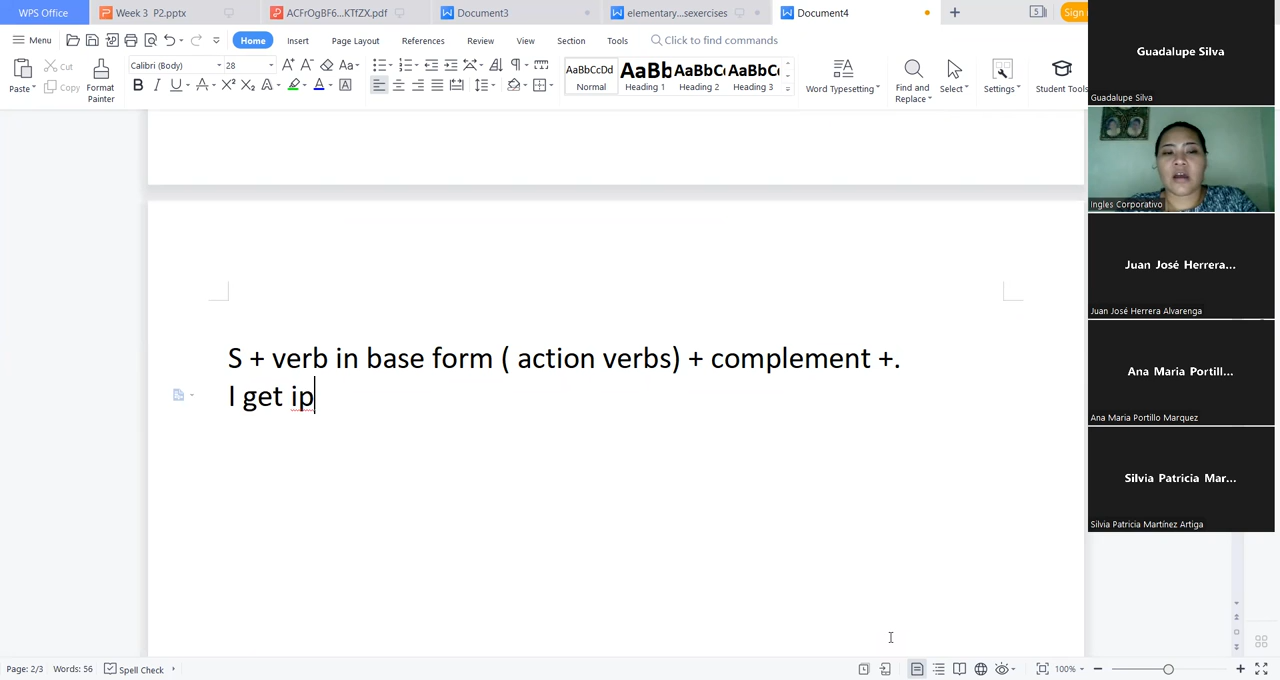 WPS Office
Week 3 P2.pptx
ACFrOgBF6...KTfZX.pdf
Document3
elementary...sexercises
Document4
5
Sign
Menu
Home
Insert
Page Layout
References
Review
View
Section
Tools
Click to find commands
Paste
Cut
Copy
Format Painter
Calibri (Body)
28
AaBbCcDd
Normal
AaBb
Heading 1
AaBbC
Heading 2
AaBbC
Heading 3
Word Typesetting
Find and Replace
Select
Settings
Student Tools
S + verb in base form ( action verbs) + complement +.
I get ip
Guadalupe Silva
Guadalupe Silva
Ingles Corporativo
Juan José Herrera...
Juan José Herrera Alvarenga
Ana Maria Portill...
Ana Maria Portillo Marquez
Silvia Patricia Mar...
Silvia Patricia Martínez Artiga
Page: 2/3
Words: 56
Spell Check
100%